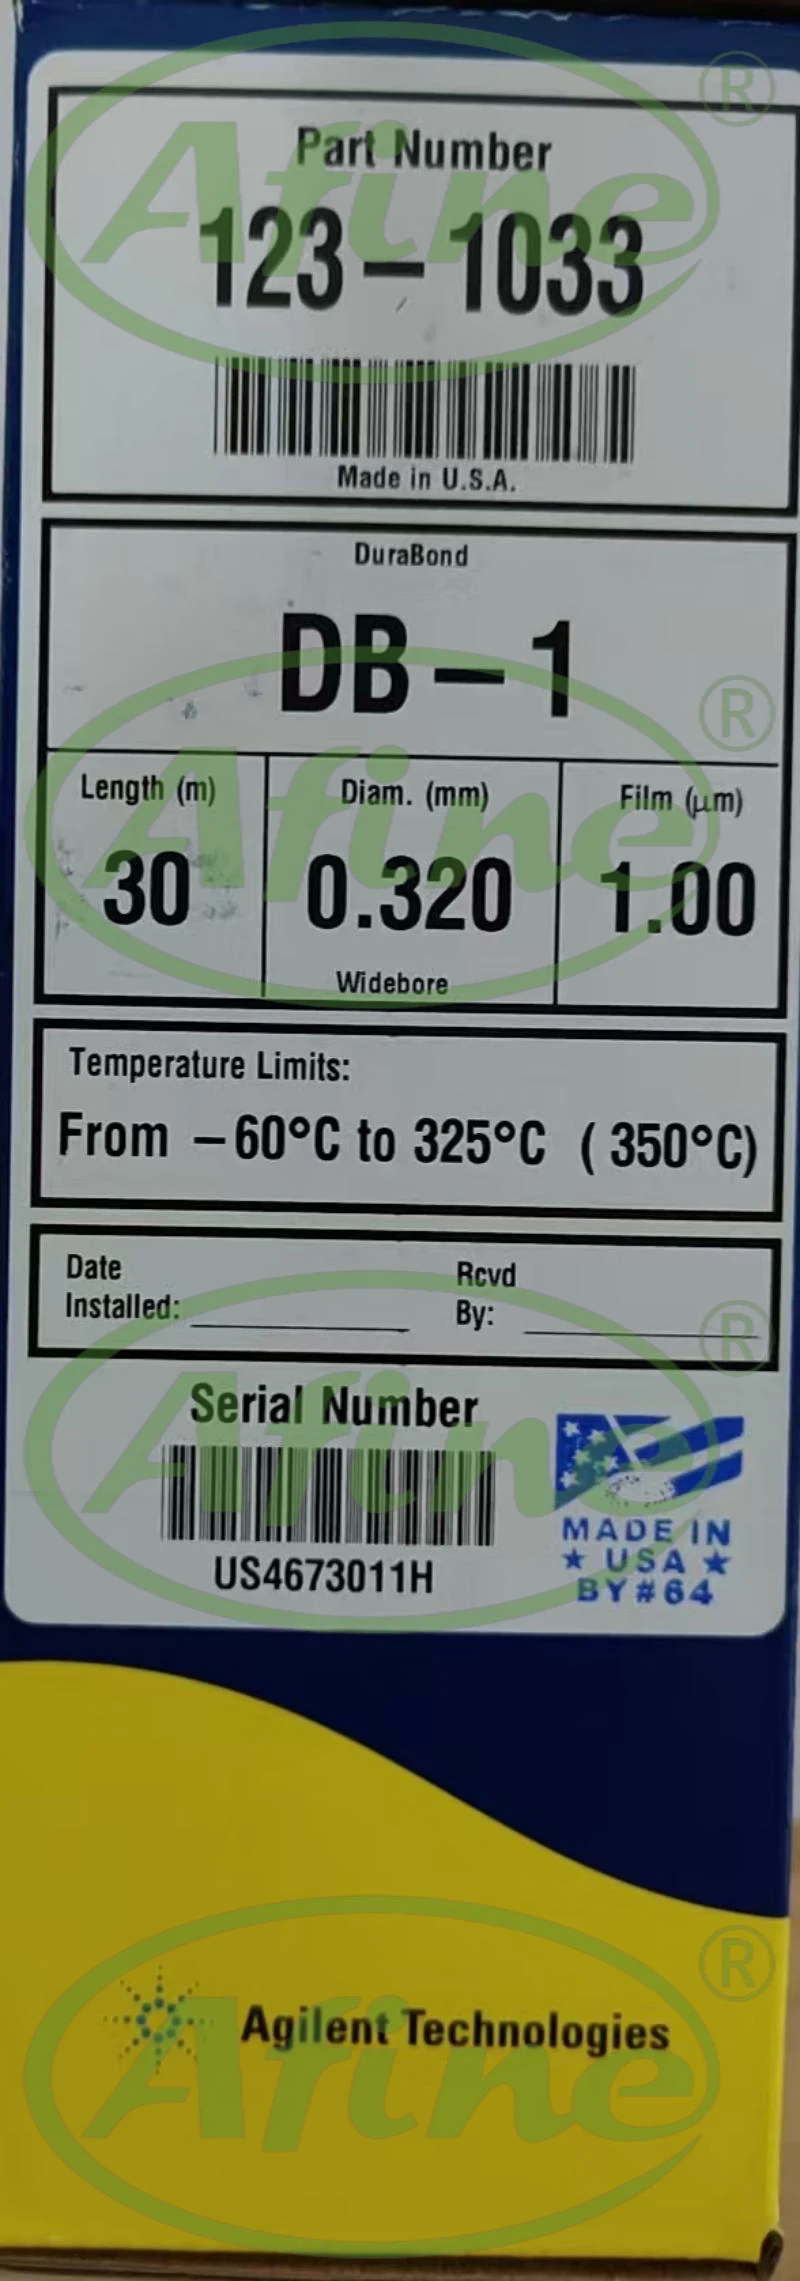 Afine ®
Part Number
123-1033
Made in U.S.A.
DuraBond
DB-1
Afine ®
Length (m) Diam. (mm) Film (μm)
30 0.320 1.00
Widebore
Temperature Limits:
From -60°C to 325°C (350°C)
Date Installed: Rcvd By:
Afine ®
Serial Number
US4673011H
MADE IN
★ USA ★
BY#64
Afine ®
Agilent Technologies